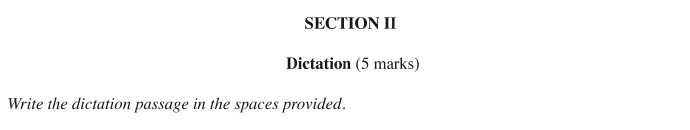 SECTION II
Dictation (5 marks)
Write the dictation passage in the spaces provided.